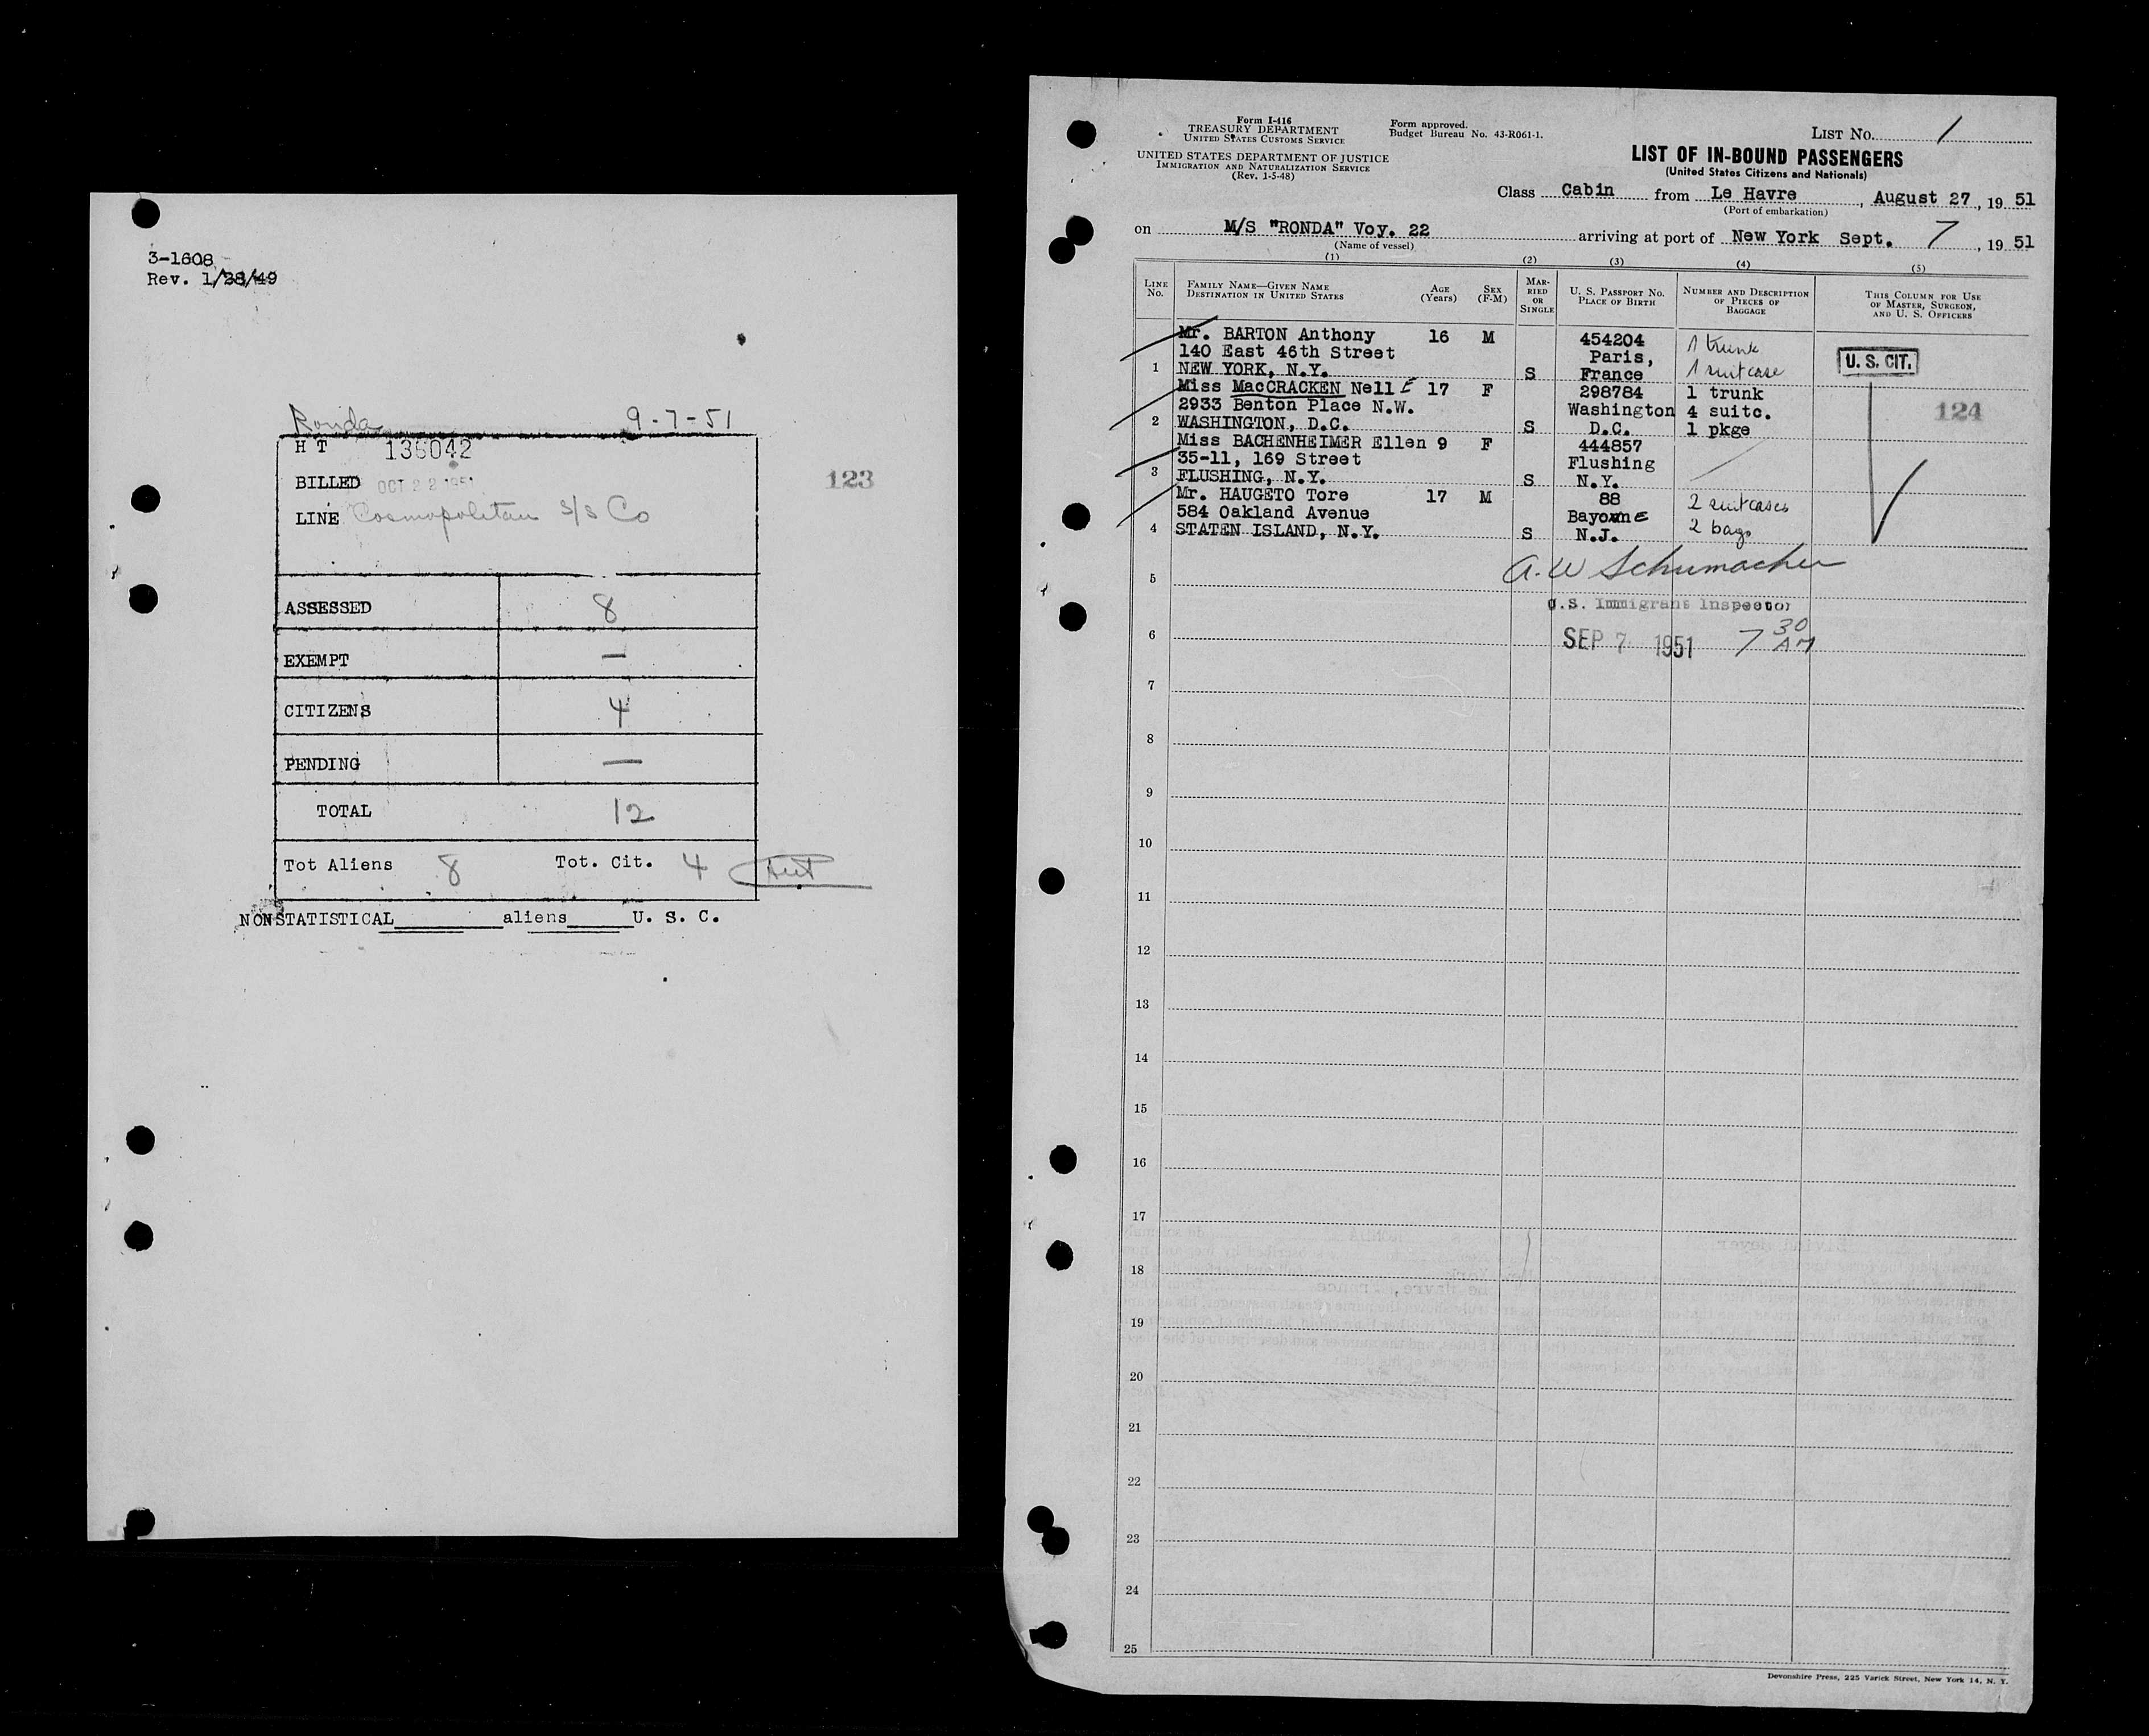 3-1608
Rev. 1/28/49
Ronda 9-7-51
H T 136042
BILLED OCT 22 1951
LINE Cosmopolitan S/S Co
123
ASSESSED 8
EXEMPT —
CITIZENS 4
PENDING —
TOTAL 12
Tot Aliens 8 Tot. Cit. 4
NONSTATISTICAL aliens U. S. C.
Form I-416
TREASURY DEPARTMENT
UNITED STATES CUSTOMS SERVICE
UNITED STATES DEPARTMENT OF JUSTICE
IMMIGRATION AND NATURALIZATION SERVICE
(Rev. 1-5-48)
Form approved.
Budget Bureau No. 43-R061-1.
LIST NO. 1
LIST OF IN-BOUND PASSENGERS
(United States Citizens and Nationals)
Class Cabin from Le Havre, August 27, 19 51
(Port of embarkation)
on M/S "RONDA" Voy. 22 arriving at port of New York Sept. 7, 19 51
(Name of vessel)
(1) (2) (3) (4) (5)
LINE No. FAMILY NAME—GIVEN NAME DESTINATION IN UNITED STATES AGE (Years) SEX (F-M) MARRIED OR SINGLE U. S. PASSPORT NO. PLACE OF BIRTH NUMBER AND DESCRIPTION OF PIECES OF BAGGAGE THIS COLUMN FOR USE OF MASTER, SURGEON, AND U. S. OFFICERS
Mr. BARTON Anthony 16 M 454204 1 trunk
140 East 46th Street Paris, U. S. CIT.
1 NEW YORK, N.Y. S France 1 suitcase
Miss MacCRACKEN Nell E 17 F 298784 1 trunk
2933 Benton Place N.W. Washington 4 suitc. 124
2 WASHINGTON, D.C. S D.C. 1 pkge
Miss BACHENHEIMER Ellen 9 F 444857
35-11, 169 Street Flushing
3 FLUSHING, N.Y. S N.Y.
Mr. HAUGETO Tore 17 M 88 2 suitcases
584 Oakland Avenue Bayonne
4 STATEN ISLAND, N.Y. S N.J. 2 bags
A. W Schumacher
5
U.S. Immigrant Inspector
6 SEP 7 1951 7 30 AM
7
8
9
10
11
12
13
14
15
16
17
18
19
20
21
22
23
24
25
Devonshire Press, 225 Varick Street, New York 14, N. Y.